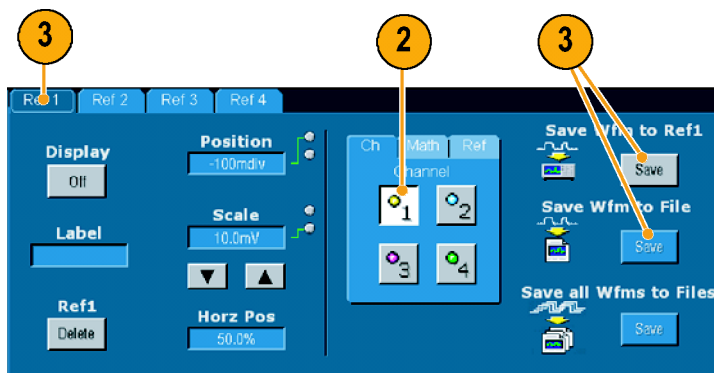 3
2
3
Ref 1
Ref 2
Ref 3
Ref 4
Display
Off
Label
Ref1
Delete
Position
-100mdiv
Scale
10.0mV
Horz Pos
50.0%
Ch
Math
Ref
Channel
1
2
3
4
Save Wfm to Ref1
Save
Save Wfm to File
Save
Save all Wfms to Files
Save